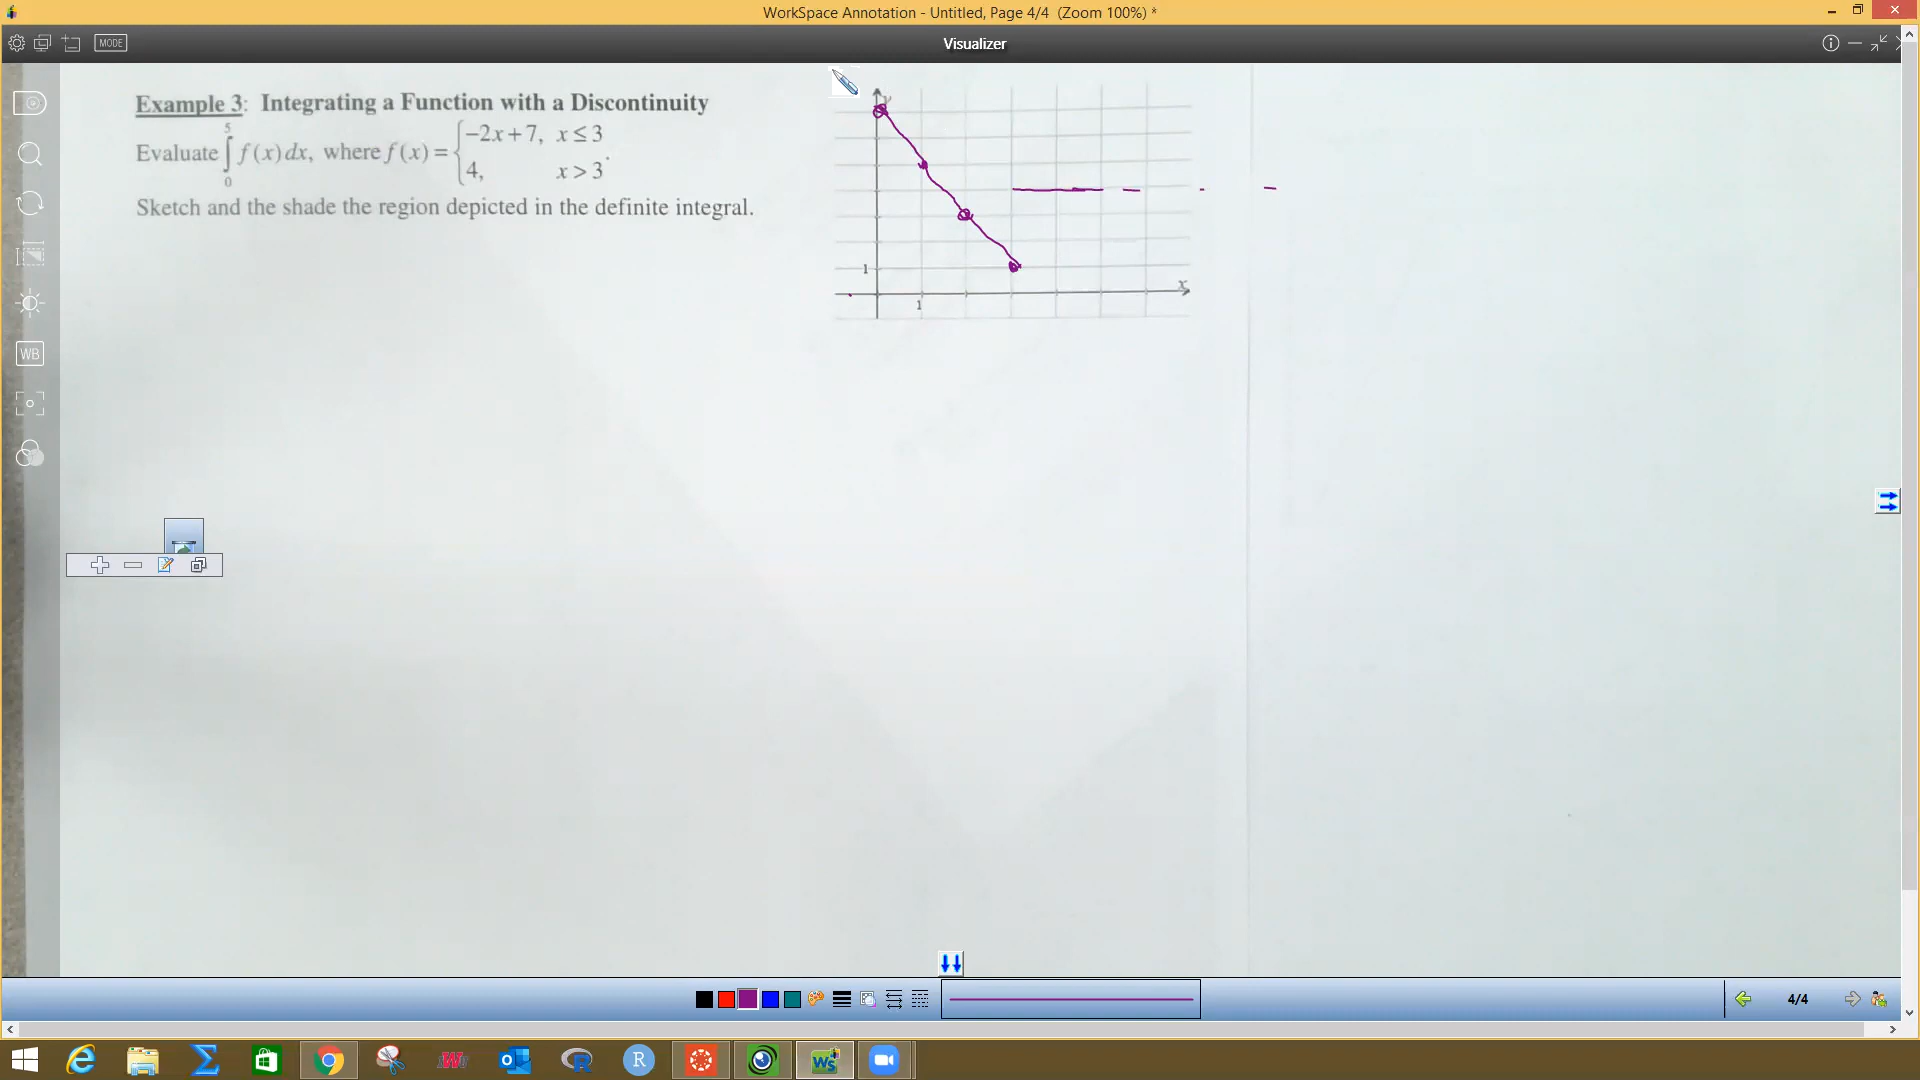 WorkSpace Annotation - Untitled, Page 4/4 (Zoom 100%) *
MODE
Visualizer
Example 3: Integrating a Function with a Discontinuity
Evaluate ∫₀⁵ f(x) dx, where f(x) = { −2x + 7, x ≤ 3
4, x > 3 .
Sketch and the shade the region depicted in the definite integral.
y
1
x
1
WB
4/4
R
R
WS